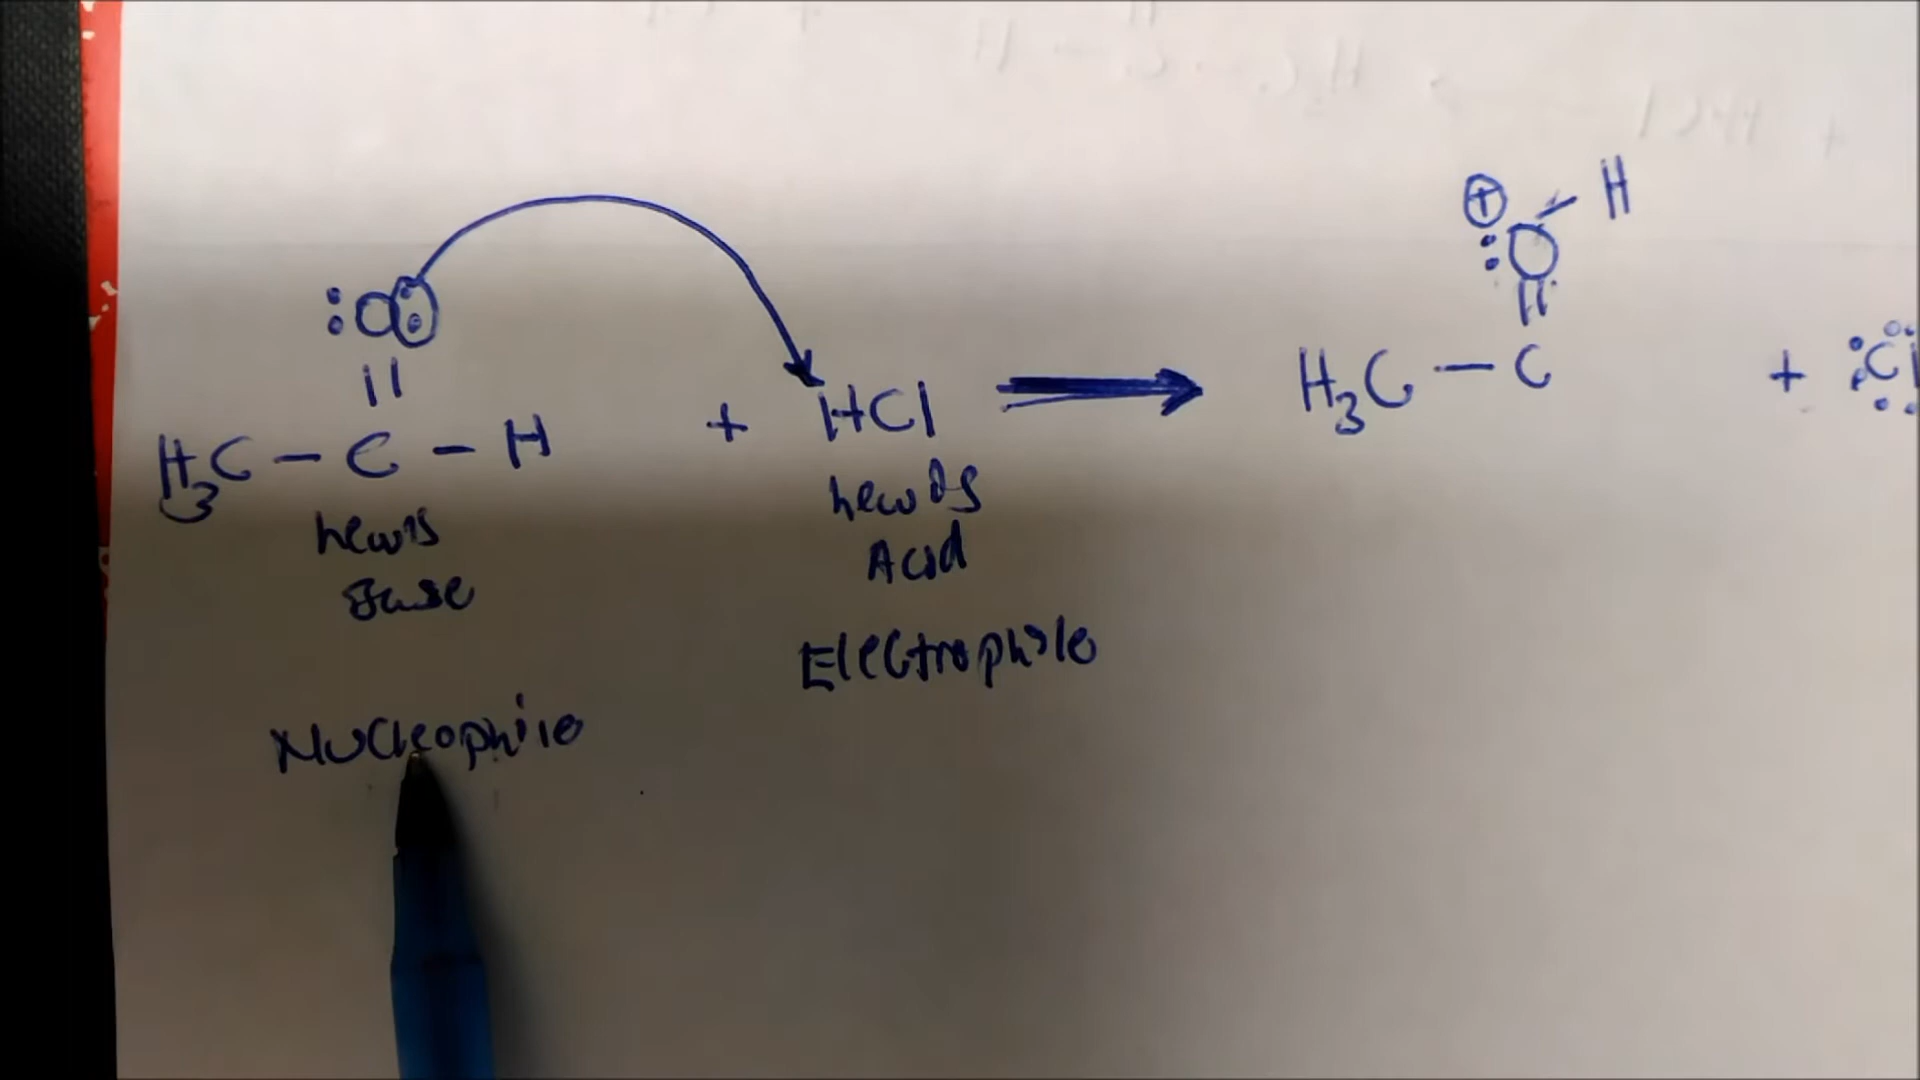 ⊕ H
:O
||
:O:
||
H3C - C - H + HCl → H3C - C + :Cl
Lewis
Base
Lewis
Acid
Electrophile
Nucleophile